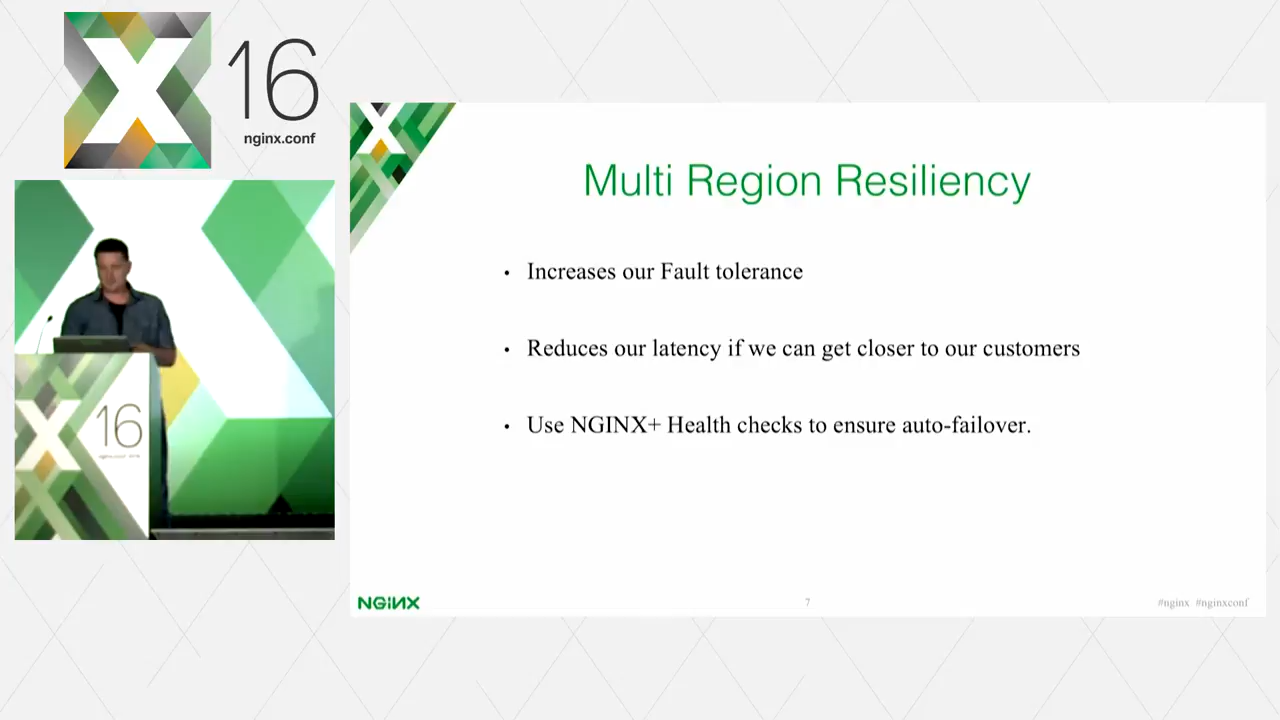 16
nginx.conf
16
Multi Region Resiliency
• Increases our Fault tolerance
• Reduces our latency if we can get closer to our customers
• Use NGINX+ Health checks to ensure auto-failover.
NGINX
7
#nginx #nginxconf